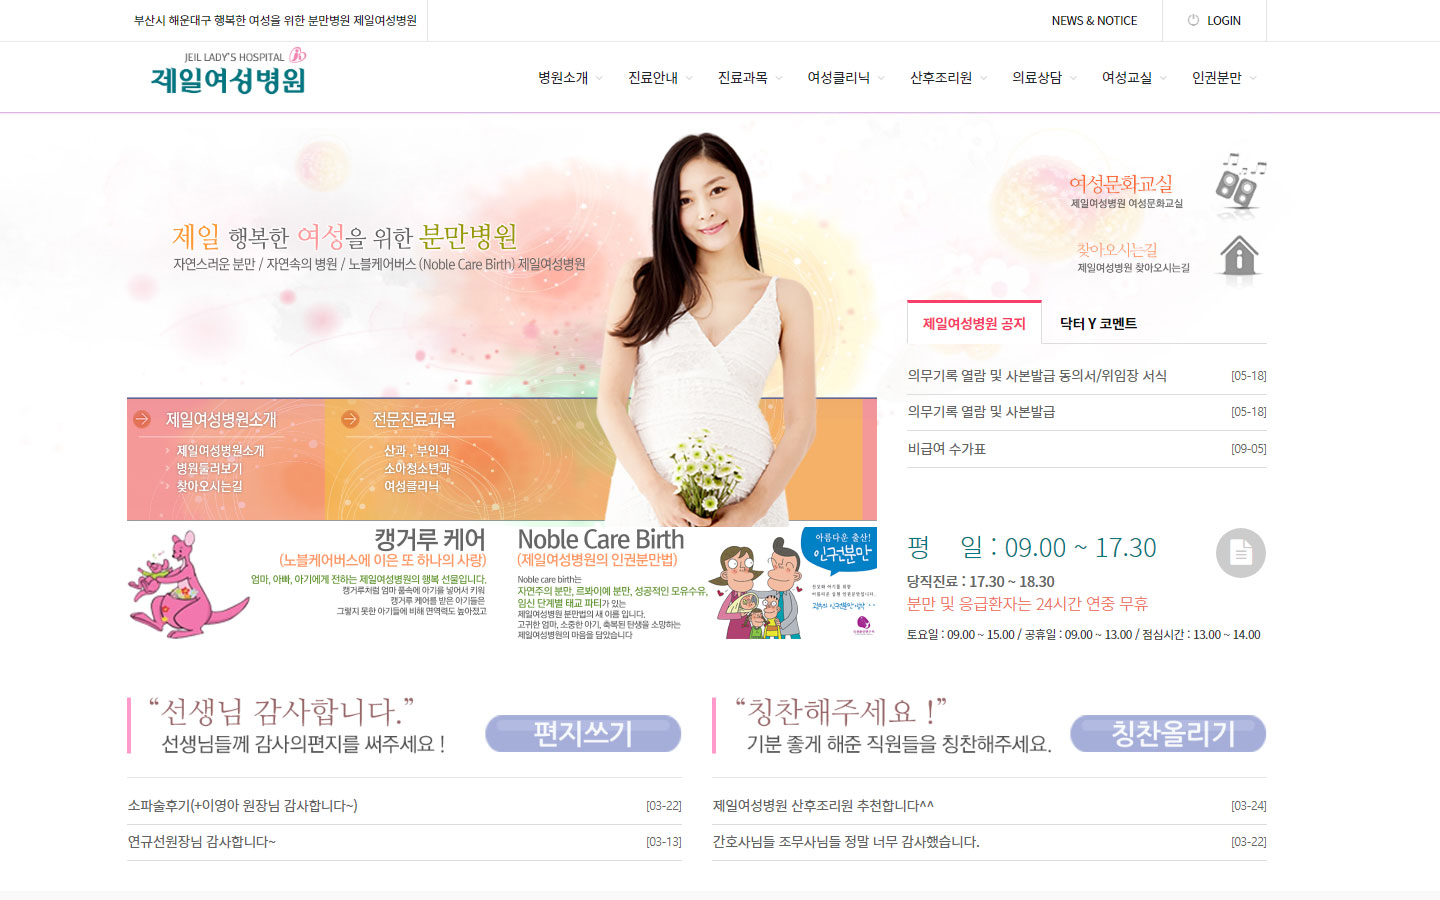 부산시 해운대구 행복한 여성을 위한 분만병원 제일여성병원
NEWS & NOTICE
LOGIN
JEIL LADY'S HOSPITAL
제일여성병원
병원소개
진료안내
진료과목
여성클리닉
산후조리원
의료상담
여성교실
인권분만
제일 행복한 여성을 위한 분만병원
자연스러운 분만 / 자연속의 병원 / 노블케어버스 (Noble Care Birth) 제일여성병원
여성문화교실
제일여성병원 여성문화교실
찾아오시는길
제일여성병원 찾아오시는길
제일여성병원 공지
닥터 Y 코멘트
의무기록 열람 및 사본발급 동의서/위임장 서식 [05-18]
의무기록 열람 및 사본발급 [05-18]
비급여 수가표 [09-05]
제일여성병원소개
제일여성병원소개
병원둘러보기
찾아오시는길
전문진료과목
산과 , 부인과
소아청소년과
여성클리닉
캥거루 케어
(노블케어버스에 이은 또 하나의 사랑)
엄마, 아빠, 아기에게 전하는 제일여성병원의 행복 선물입니다.
캥거루처럼 엄마 품속에 아기를 넣어서 키워
캥거루 케어를 받은 아기들은
그렇지 못한 아기들에 비해 면역력도 높아졌고
Noble Care Birth
(제일여성병원의 인권분만법)
Noble care birth는
자연주의 분만, 르봐이예 분만, 성공적인 모유수유,
임신 단계별 태교 파티가 있는
제일여성병원 분만법의 새 이름 입니다.
고귀한 엄마, 소중한 아기, 축복된 탄생을 소망하는
제일여성병원의 마음을 담았습니다
아름다운 출산!
인권분만
평 일 : 09.00 ~ 17.30
당직진료 : 17.30 ~ 18.30
분만 및 응급환자는 24시간 연중 무휴
토요일 : 09.00 ~ 15.00 / 공휴일 : 09.00 ~ 13.00 / 점심시간 : 13.00 ~ 14.00
“선생님 감사합니다.”
선생님들께 감사의편지를 써주세요 !
편지쓰기
소파술후기(+이영아 원장님 감사합니다~) [03-22]
연규선원장님 감사합니다~ [03-13]
“칭찬해주세요 !”
기분 좋게 해준 직원들을 칭찬해주세요.
칭찬올리기
제일여성병원 산후조리원 추천합니다^^ [03-24]
간호사님들 조무사님들 정말 너무 감사했습니다. [03-22]